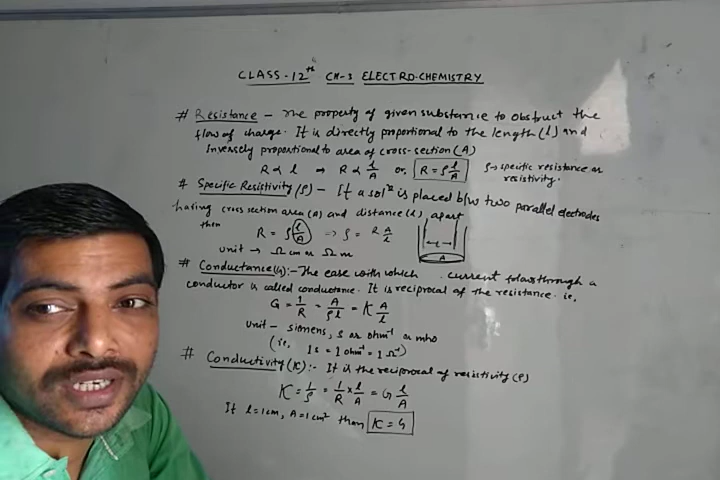 CLASS-12th CH-3 ELECTRO-CHEMISTRY
# Resistance - The property of given substance to obstruct the
flow of charge. It is directly proportional to the length (l) and
inversely proportional to area of cross-section (A)
R ∝ l ⇒ R ∝ l/A or R = ρ l/A ρ → specific resistance or
resistivity.
# Specific Resistivity (ρ) - If a solⁿ is placed b/w two parallel electrodes
having cross section area (a) and distance (l) apart
then R = ρ(l/A) ⇒ ρ = R A/l
unit → Ω cm or Ω m
l
A
# Conductance (G):- The ease with which current flows through a
conductor is called conductance. It is reciprocal of the resistance. i.e.
G = 1/R = A/ρl = K A/l
unit - siemens, S or ohm⁻¹ or mho
(i.e, 1s = 1 ohm⁻¹ = 1 Ω⁻¹)
# Conductivity (K):- It is the reciprocal of resistivity (ρ)
K = 1/ρ = 1/R × l/A = G l/A
If l = 1cm, A = 1 cm² than K = G